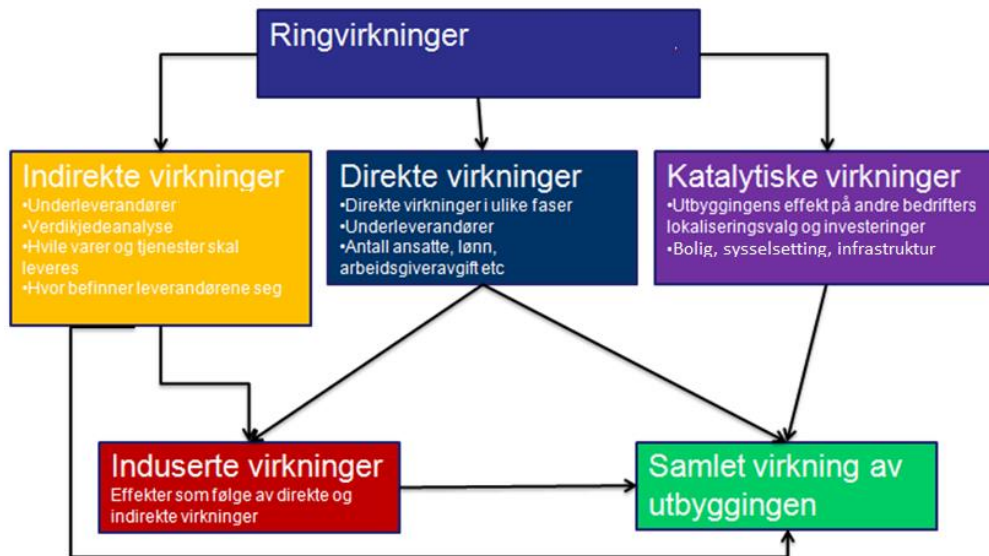 Ringvirkninger
Indirekte virkninger
•Underleverandører
•Verdikjedeanalyse
•Hvile varer og tjenester skal
leveres
•Hvor befinner leverandørene seg
Direkte virkninger
•Direkte virkninger i ulike faser
•Underleverandører
•Antall ansatte, lønn,
arbeidsgiveravgift etc
Katalytiske virkninger
•Utbyggingens effekt på andre bedrifters
lokaliseringsvalg og investeringer
•Bolig, sysselsetting, infrastruktur
Induserte virkninger
Effekter som følge av direkte og
indirekte virkninger
Samlet virkning av
utbyggingen